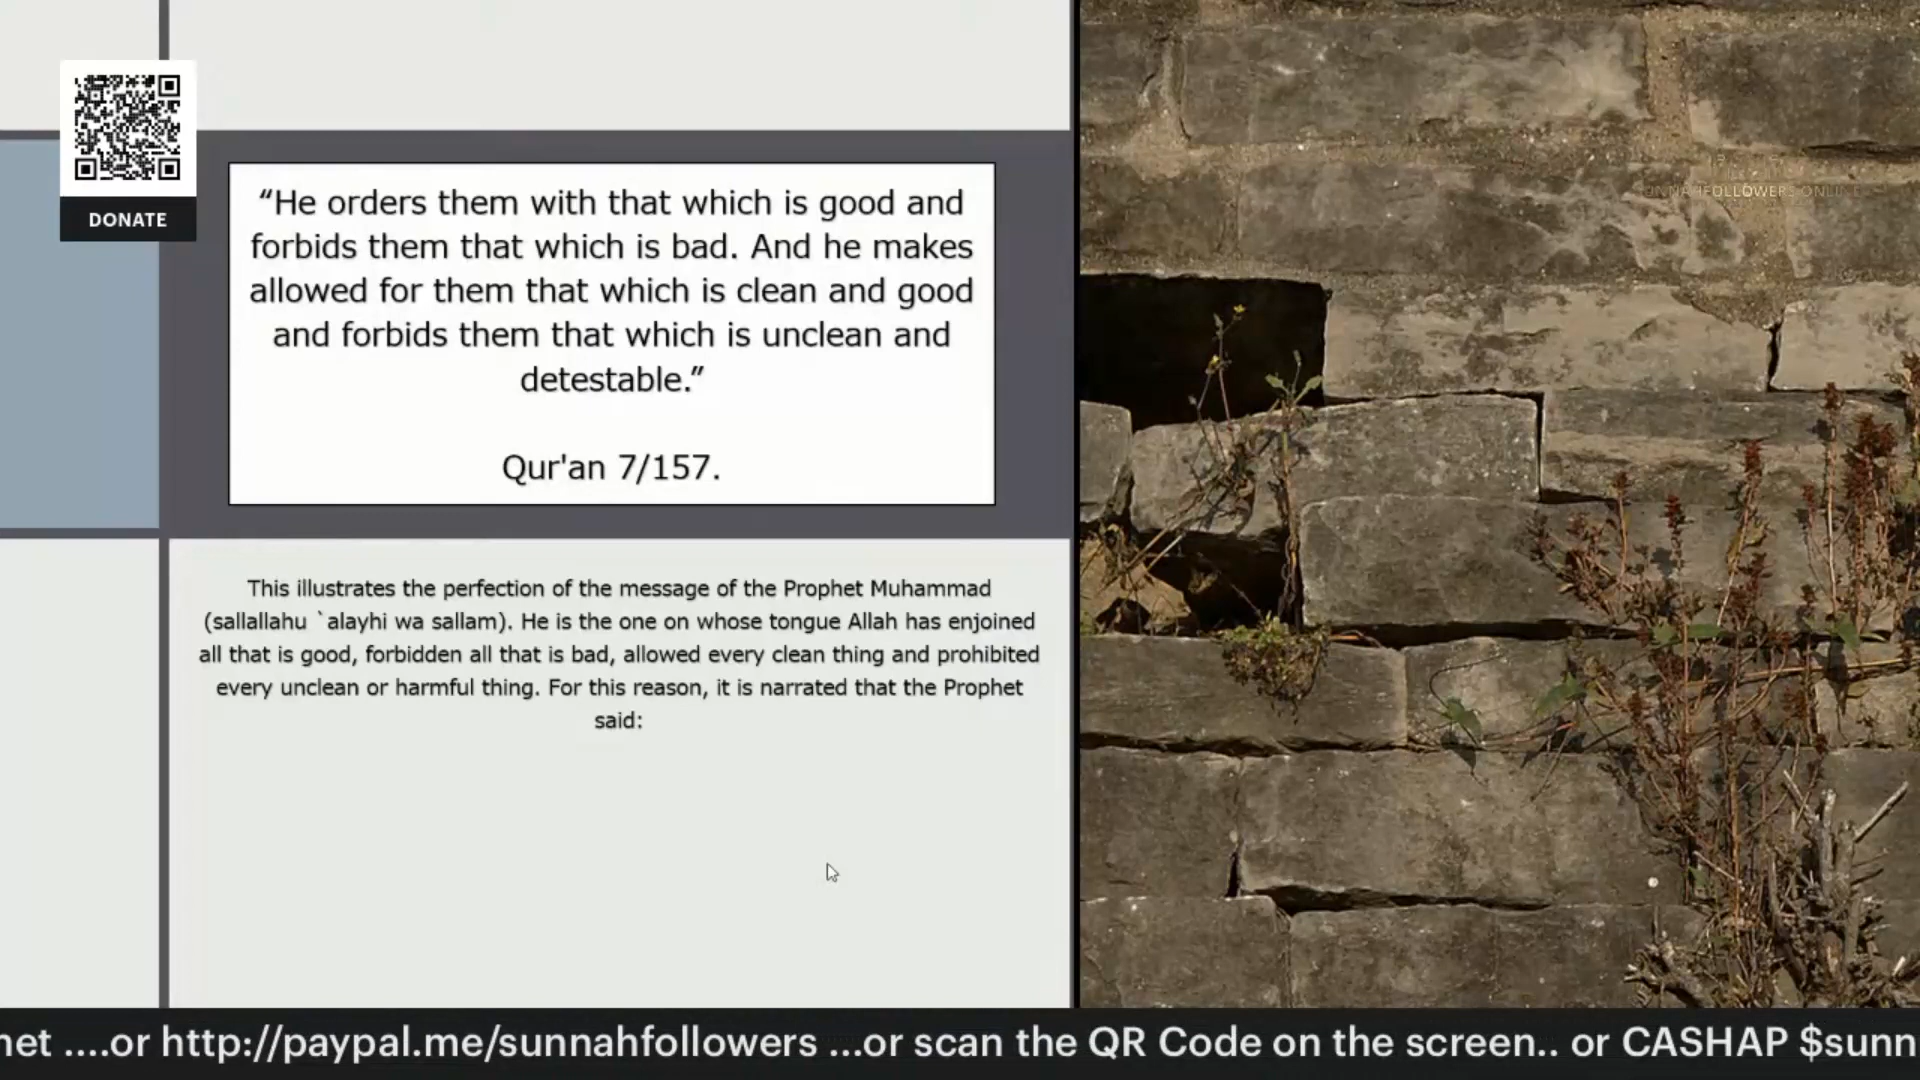 DONATE
“He orders them with that which is good and
forbids them that which is bad. And he makes
allowed for them that which is clean and good
and forbids them that which is unclean and
detestable.”
Qur'an 7/157.
This illustrates the perfection of the message of the Prophet Muhammad
(sallallahu `alayhi wa sallam). He is the one on whose tongue Allah has enjoined
all that is good, forbidden all that is bad, allowed every clean thing and prohibited
every unclean or harmful thing. For this reason, it is narrated that the Prophet
said:
net ....or http://paypal.me/sunnahfollowers ...or scan the QR Code on the screen.. or CASHAP $sunn